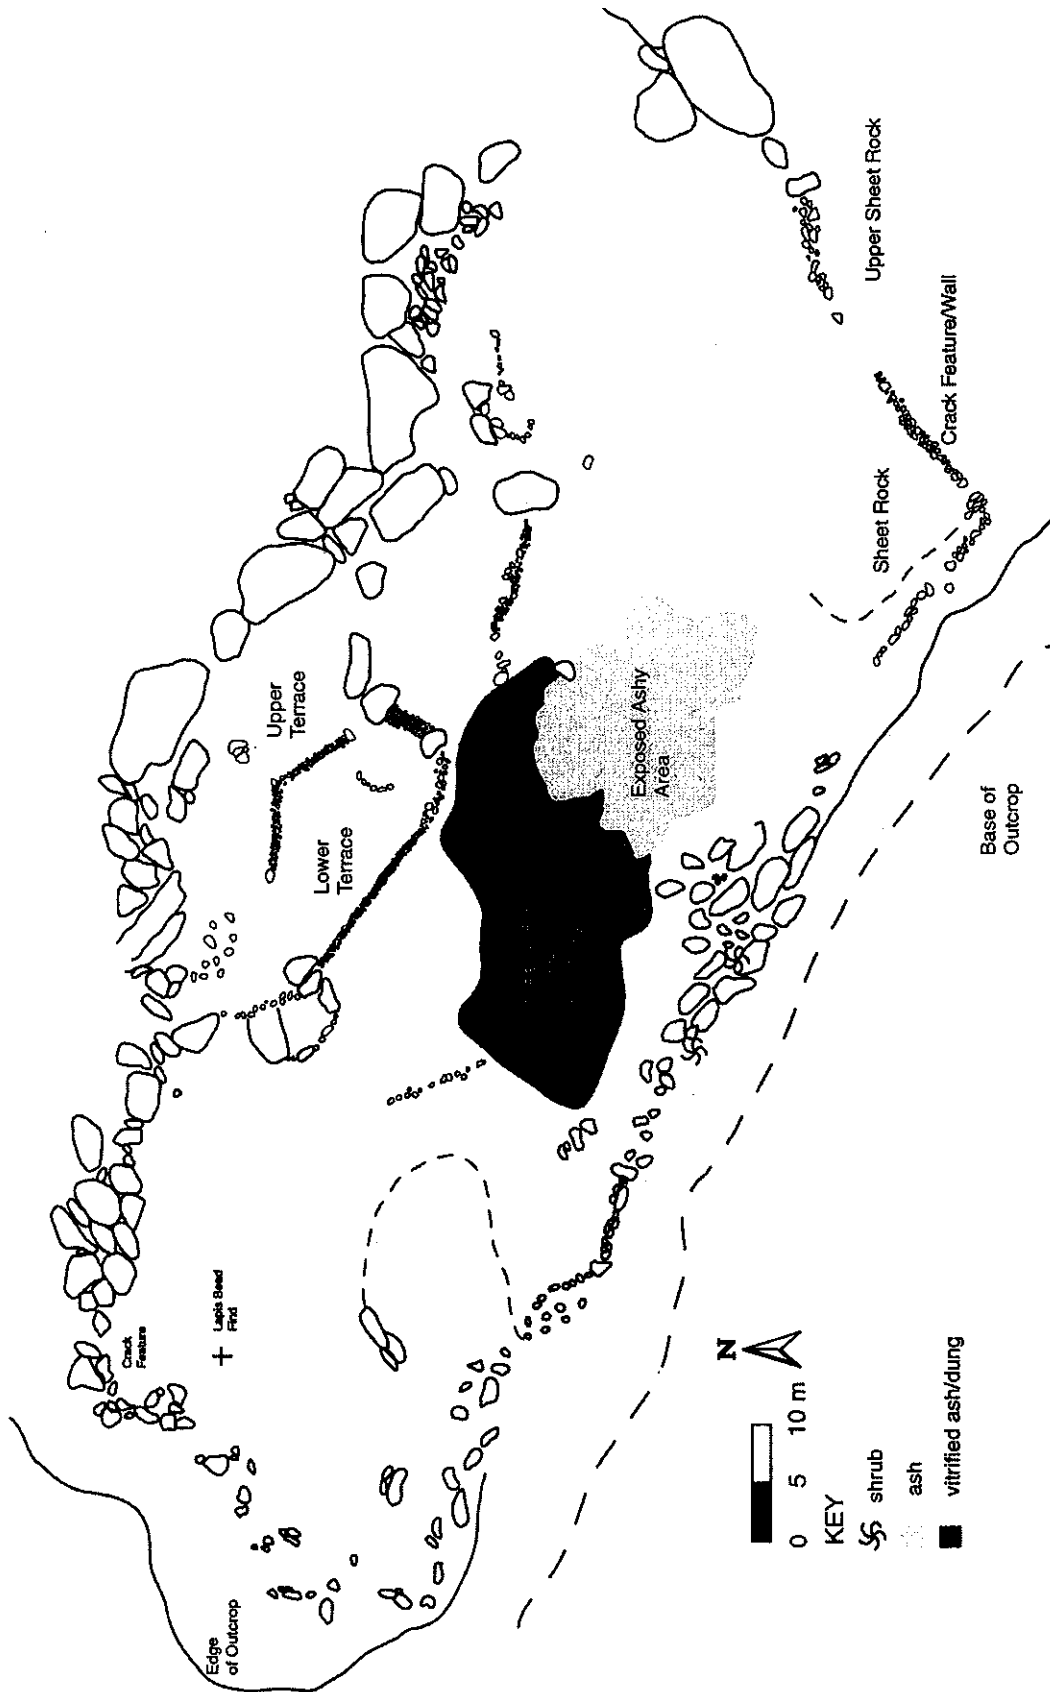 Upper Sheet Rock
Crack Feature/Wall
Sheet Rock
Upper
Terrace
Lower
Terrace
Exposed Ashy
Area
Base of
Outcrop
Crack
Feature
Lapis Bead
Find
Edge
of Outcrop
N
0 5 10 m
KEY
shrub
ash
vitrified ash/dung